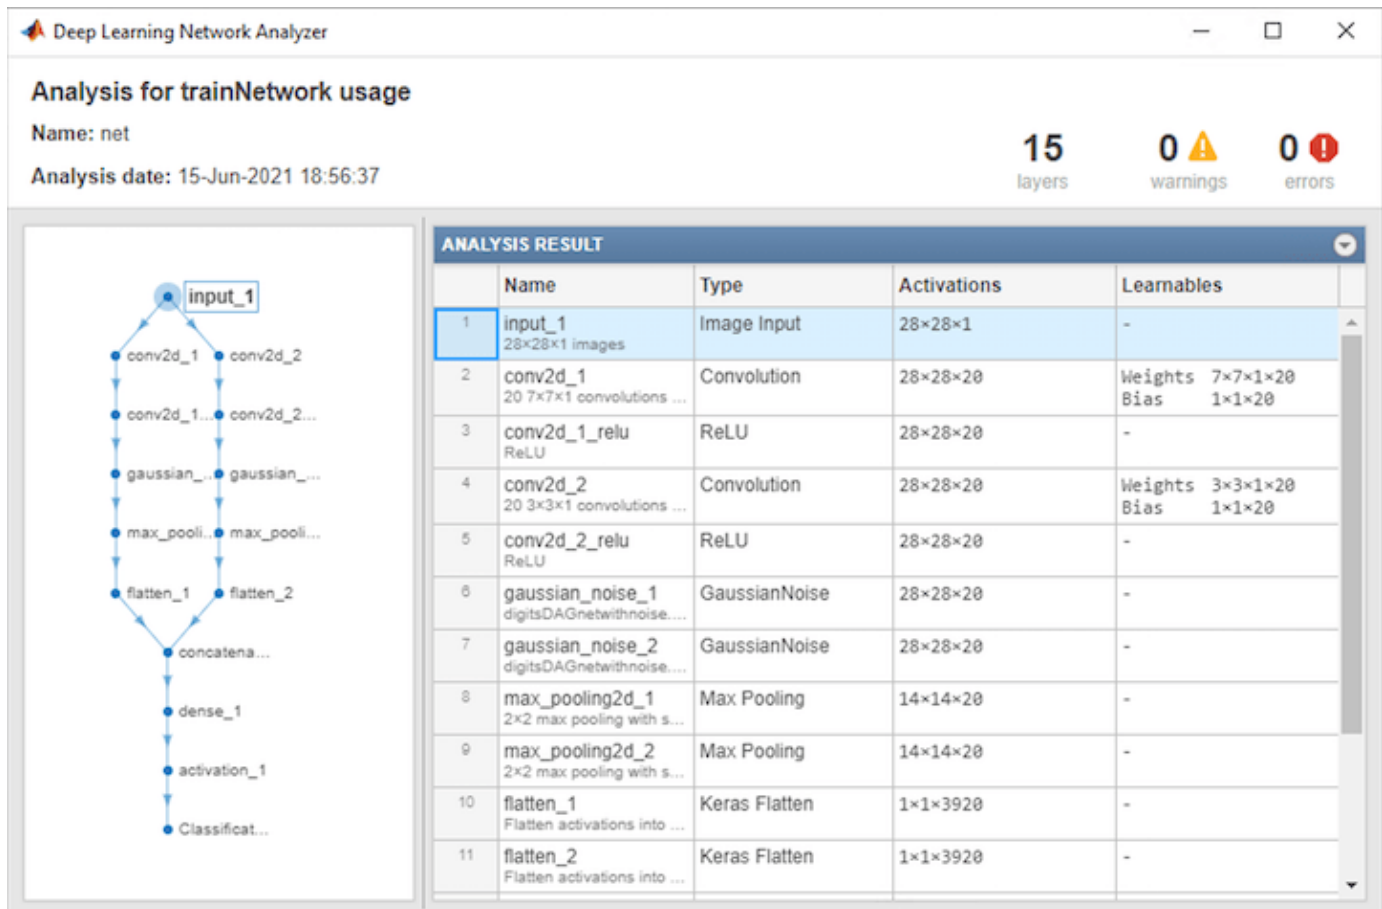 Deep Learning Network Analyzer
Analysis for trainNetwork usage
Name: net
Analysis date: 15-Jun-2021 18:56:37
15 layers
0 warnings
0 errors
input_1
conv2d_1 conv2d_2
conv2d_1... conv2d_2...
gaussian_... gaussian_...
max_pooli... max_pooli...
flatten_1 flatten_2
concatena...
dense_1
activation_1
Classificat...
ANALYSIS RESULT
Name Type Activations Learnables
1 input_1 Image Input 28×28×1 -
28×28×1 images
2 conv2d_1 Convolution 28×28×20 Weights 7×7×1×20
20 7×7×1 convolutions ... Bias 1×1×20
3 conv2d_1_relu ReLU 28×28×20 -
ReLU
4 conv2d_2 Convolution 28×28×20 Weights 3×3×1×20
20 3×3×1 convolutions ... Bias 1×1×20
5 conv2d_2_relu ReLU 28×28×20 -
ReLU
6 gaussian_noise_1 GaussianNoise 28×28×20 -
digitsDAGnetwithnoise....
7 gaussian_noise_2 GaussianNoise 28×28×20 -
digitsDAGnetwithnoise....
8 max_pooling2d_1 Max Pooling 14×14×20 -
2×2 max pooling with s...
9 max_pooling2d_2 Max Pooling 14×14×20 -
2×2 max pooling with s...
10 flatten_1 Keras Flatten 1×1×3920 -
Flatten activations into ...
11 flatten_2 Keras Flatten 1×1×3920 -
Flatten activations into ...